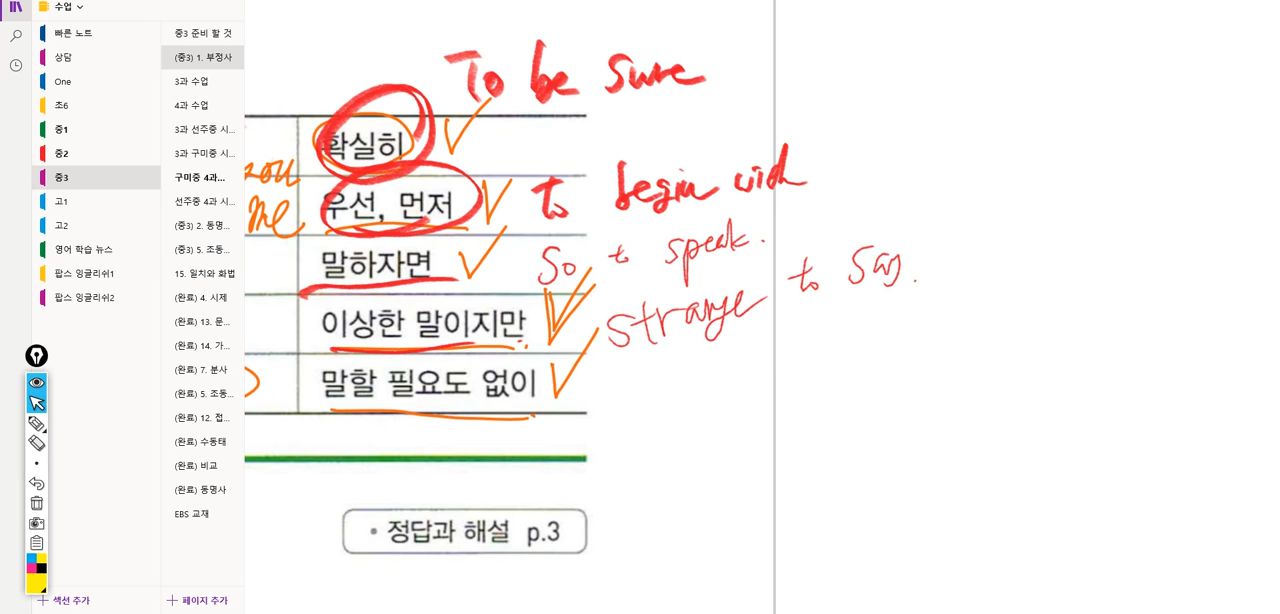 수업
빠른 노트
상담
One
초6
중1
중2
중3
고1
고2
영어 학습 뉴스
팝스 잉글리쉬1
팝스 잉글리쉬2
섹션 추가
중3 준비 할 것
(중3) 1. 부정사
3과 수업
4과 수업
3과 선주중 시...
3과 구미중 시...
구미중 4과...
선주중 4과 시...
(중3) 2. 동명...
(중3) 5. 조동...
15. 일치와 화법
(완료) 4. 시제
(완료) 13. 문...
(완료) 14. 가...
(완료) 7. 분사
(완료) 5. 조동...
(완료) 12. 접...
(완료) 수동태
(완료) 비교
(완료) 동명사
EBS 교재
페이지 추가
To be sure
확실히
you
me
우선, 먼저
To begin with
말하자면
So to speak.
이상한 말이지만
Strange to say.
말할 필요도 없이
• 정답과 해설 p.3